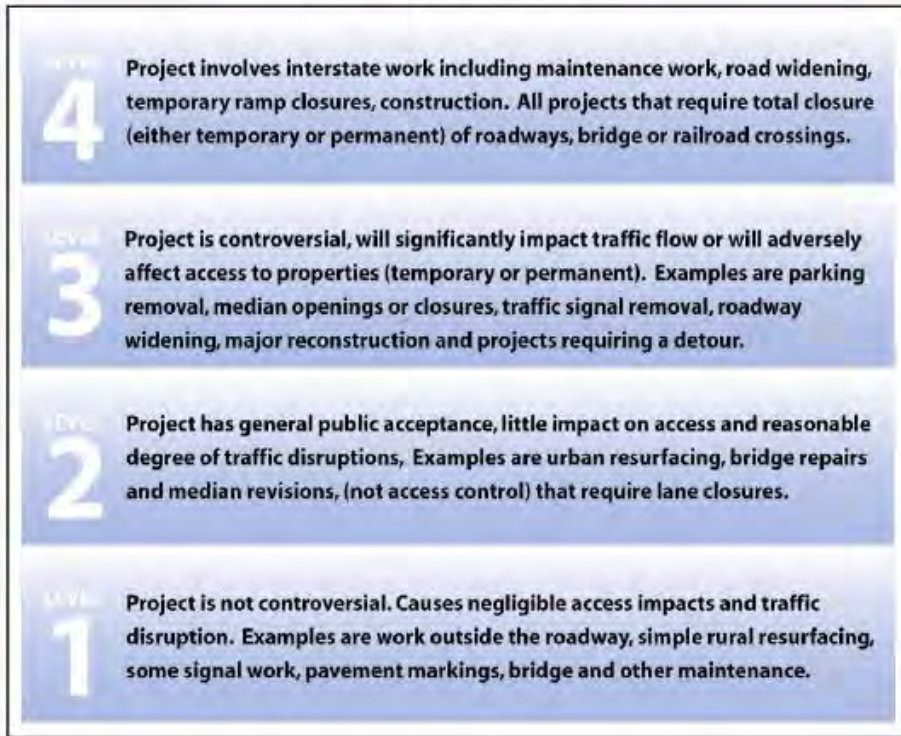 LEVEL
4
Project involves interstate work including maintenance work, road widening,
temporary ramp closures, construction. All projects that require total closure
(either temporary or permanent) of roadways, bridge or railroad crossings.
LEVEL
3
Project is controversial, will significantly impact traffic flow or will adversely
affect access to properties (temporary or permanent). Examples are parking
removal, median openings or closures, traffic signal removal, roadway
widening, major reconstruction and projects requiring a detour.
LEVEL
2
Project has general public acceptance, little impact on access and reasonable
degree of traffic disruptions, Examples are urban resurfacing, bridge repairs
and median revisions, (not access control) that require lane closures.
LEVEL
1
Project is not controversial. Causes negligible access impacts and traffic
disruption. Examples are work outside the roadway, simple rural resurfacing,
some signal work, pavement markings, bridge and other maintenance.